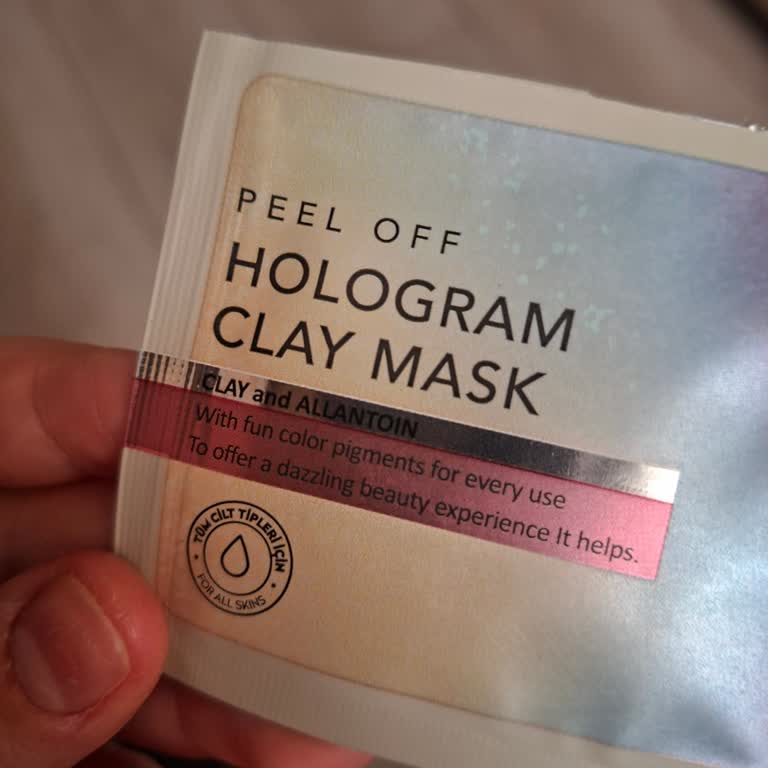 PEEL OFF
HOLOGRAM
CLAY MASK
CLAY and ALLANTOIN
With fun color pigments for every use
To offer a dazzling beauty experience It helps.
TÜM CİLT TİPLERİ İÇİN
FOR ALL SKINS